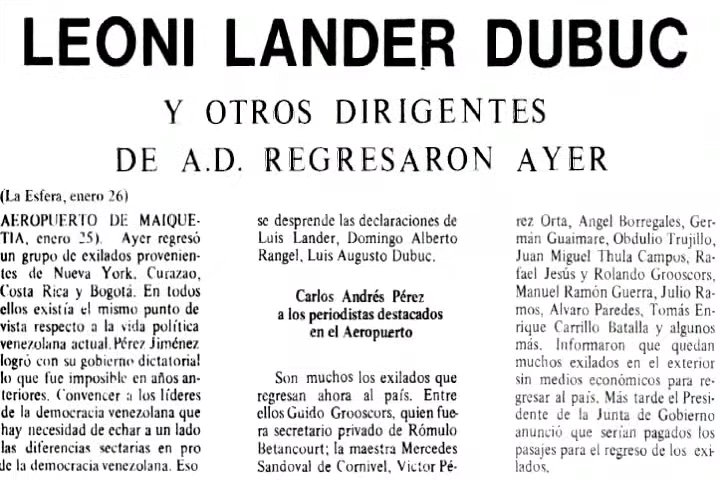 LEONI LANDER DUBUC
Y OTROS DIRIGENTES
DE A.D. REGRESARON AYER
(La Esfera, enero 26)
AEROPUERTO DE MAIQUE-
TIA, enero 25). Ayer regresó
un grupo de exilados provenien-
tes de Nueva York, Curazao,
Costa Rica y Bogotá. En todos
ellos existía el mismo punto de
vista respecto a la vida política
venezolana actual. Pérez Jiménez
logró con su gobierno dictatorial
lo que fue imposible en años an-
teriores. Convencer a los líderes
de la democracia venezolana que
hay necesidad de echar a un lado
las diferencias sectarias en pro
de la democracia venezolana. Eso
se desprende las declaraciones de
Luis Lander, Domingo Alberto
Rangel, Luis Augusto Dubuc.
Carlos Andrés Pérez
a los periodistas destacados
en el Aeropuerto
Son muchos los exilados que
regresan ahora al país. Entre
ellos Guido Grooscors, quien fue-
ra secretario privado de Rómulo
Betancourt; la maestra Mercedes
Sandoval de Cornivel, Victor Pé-
rez Orta, Angel Borregales, Ger-
mán Guaimare, Obdulio Trujillo,
Juan Miguel Thula Campos, Ra-
fael Jesús y Rolando Grooscors,
Manuel Ramón Guerra, Julio Ra-
mos, Alvaro Paredes, Tomás En-
rique Carrillo Batalla y algunos
más. Informaron que quedan
muchos exilados en el exterior
sin medios económicos para re-
gresar al país. Más tarde el Presi-
dente de la Junta de Gobierno
anunció que serían pagados los
pasajes para el regreso de los exi-
lados.